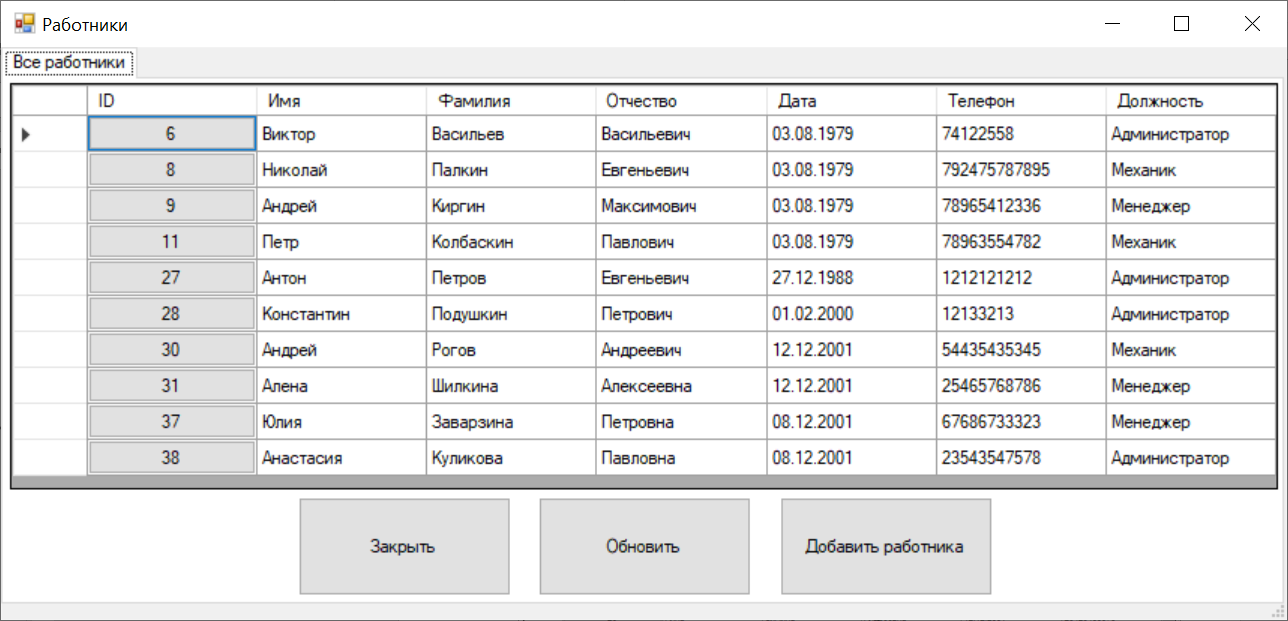 Работники
Все работники
ID Имя Фамилия Отчество Дата Телефон Должность
6 Виктор Васильев Васильевич 03.08.1979 74122558 Администратор
8 Николай Палкин Евгеньевич 03.08.1979 792475787895 Механик
9 Андрей Киргин Максимович 03.08.1979 78965412336 Менеджер
11 Петр Колбаскин Павлович 03.08.1979 78963554782 Механик
27 Антон Петров Евгеньевич 27.12.1988 1212121212 Администратор
28 Константин Подушкин Петрович 01.02.2000 12133213 Администратор
30 Андрей Рогов Андреевич 12.12.2001 54435435345 Механик
31 Алена Шилкина Алексеевна 12.12.2001 25465768786 Менеджер
37 Юлия Заварзина Петровна 08.12.2001 67686733323 Менеджер
38 Анастасия Куликова Павловна 08.12.2001 23543547578 Администратор
Закрыть Обновить Добавить работника